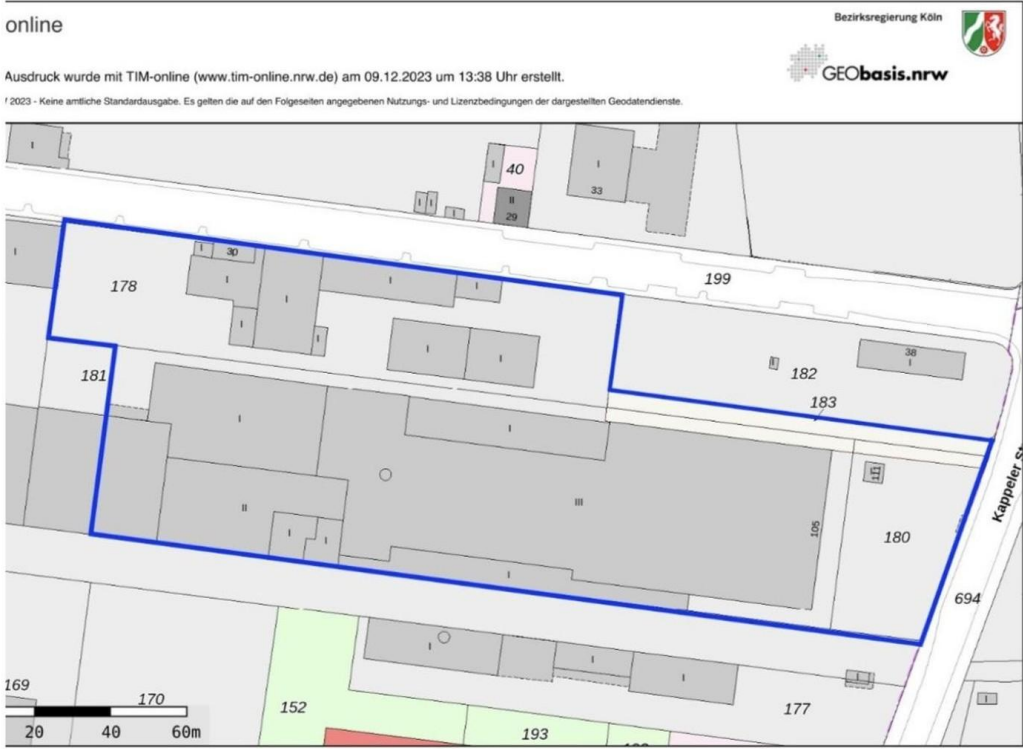 online
Bezirksregierung Köln
GEObasis.nrw
Ausdruck wurde mit TIM-online (www.tim-online.nrw.de) am 09.12.2023 um 13:38 Uhr erstellt.
2023 - Keine amtliche Standardausgabe. Es gelten die auf den Folgeseiten angegebenen Nutzungs- und Lizenzbedingungen der dargestellten Geodatendienste.
I
I
40
I
33
I I
I
II
29
I
I
30
199
178
I
I
I
I
I
I
I
I
38
I
182
181
183
I
I
III
II
I
I
I
105
111
180
Kappeler St
694
I
I
I
169
170
152
193
177
I
20 40 60m